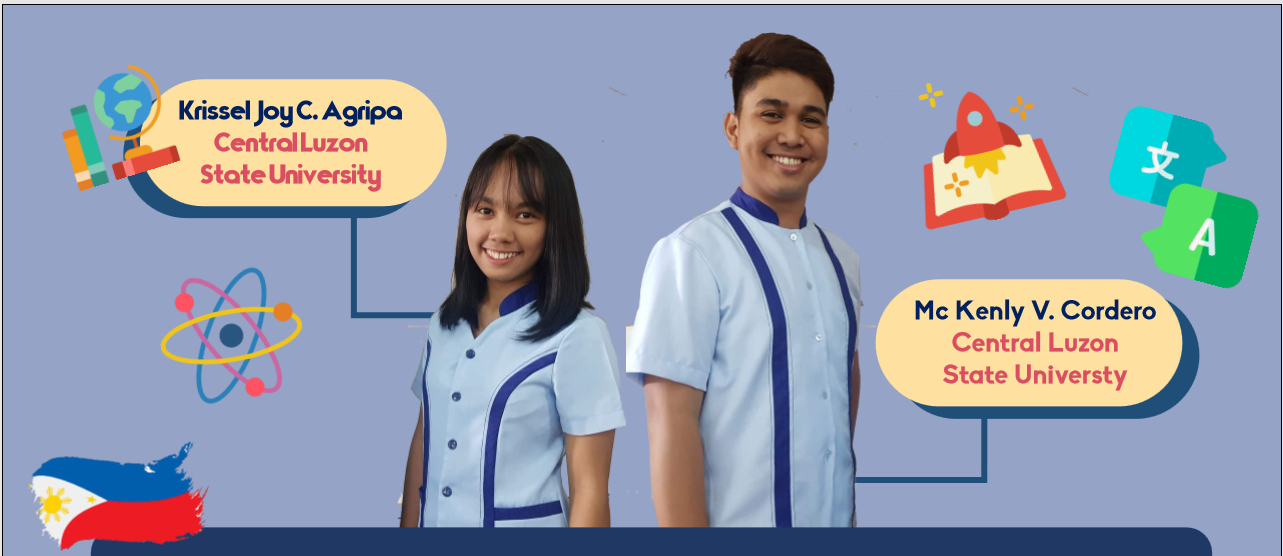 Krissel Joy C. Agripa
Central Luzon
State University
文
A
Mc Kenly V. Cordero
Central Luzon
State Universty